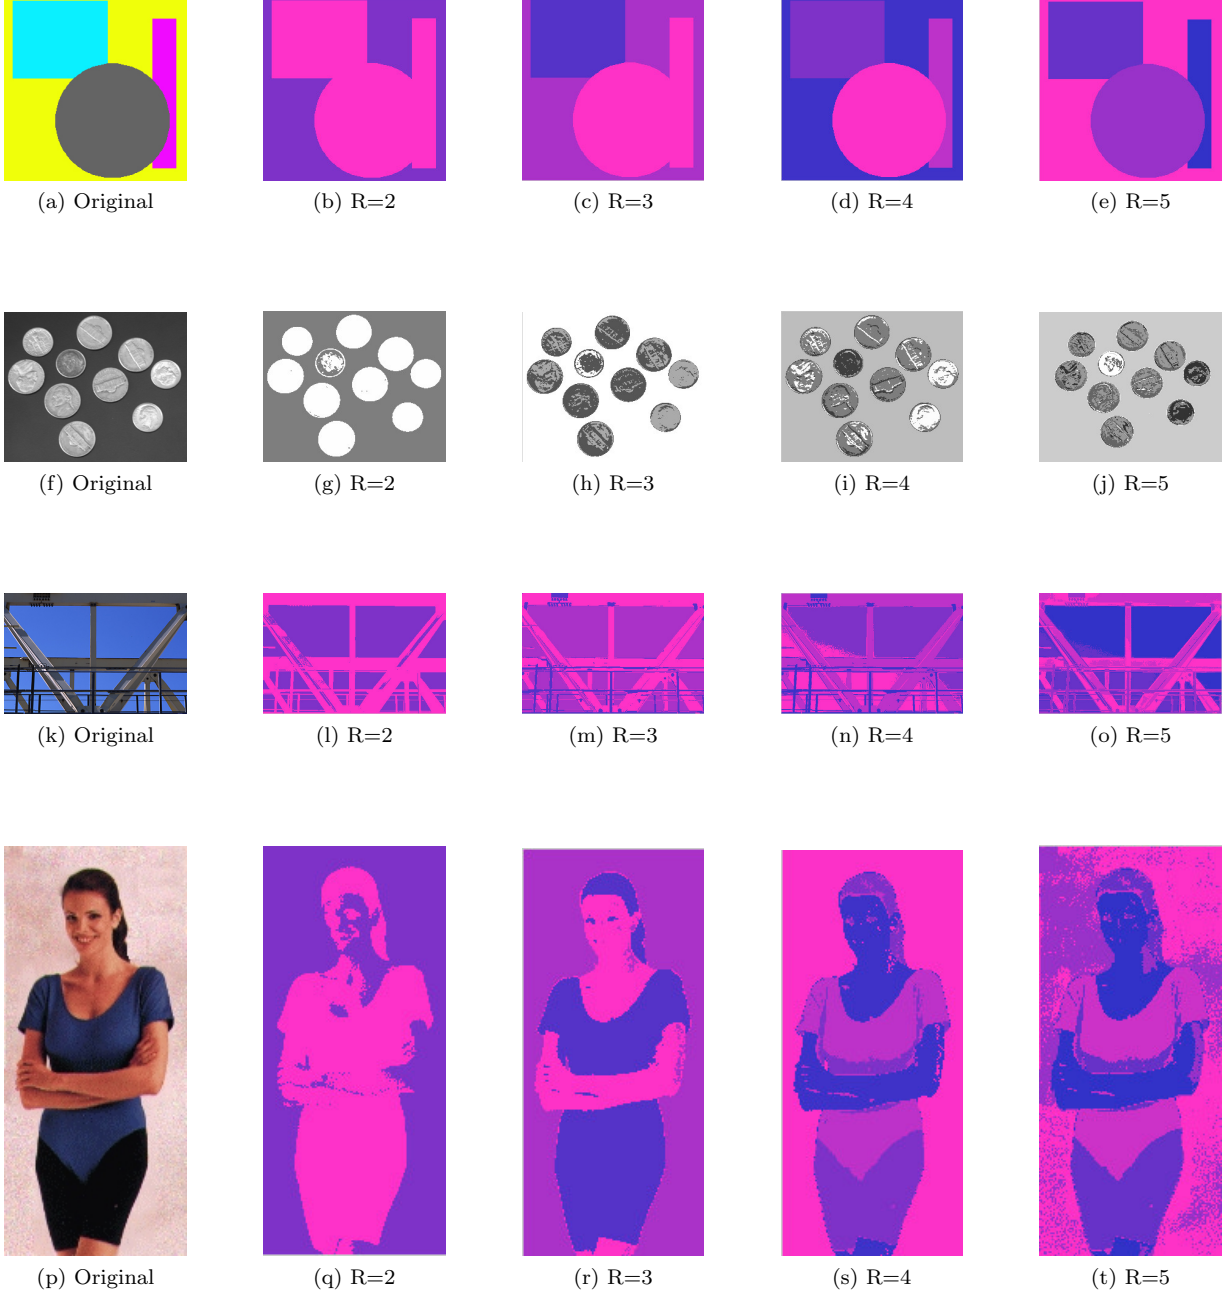 (a) Original
(b) R=2
(c) R=3
(d) R=4
(e) R=5
(f) Original
(g) R=2
(h) R=3
(i) R=4
(j) R=5
(k) Original
(l) R=2
(m) R=3
(n) R=4
(o) R=5
(p) Original
(q) R=2
(r) R=3
(s) R=4
(t) R=5